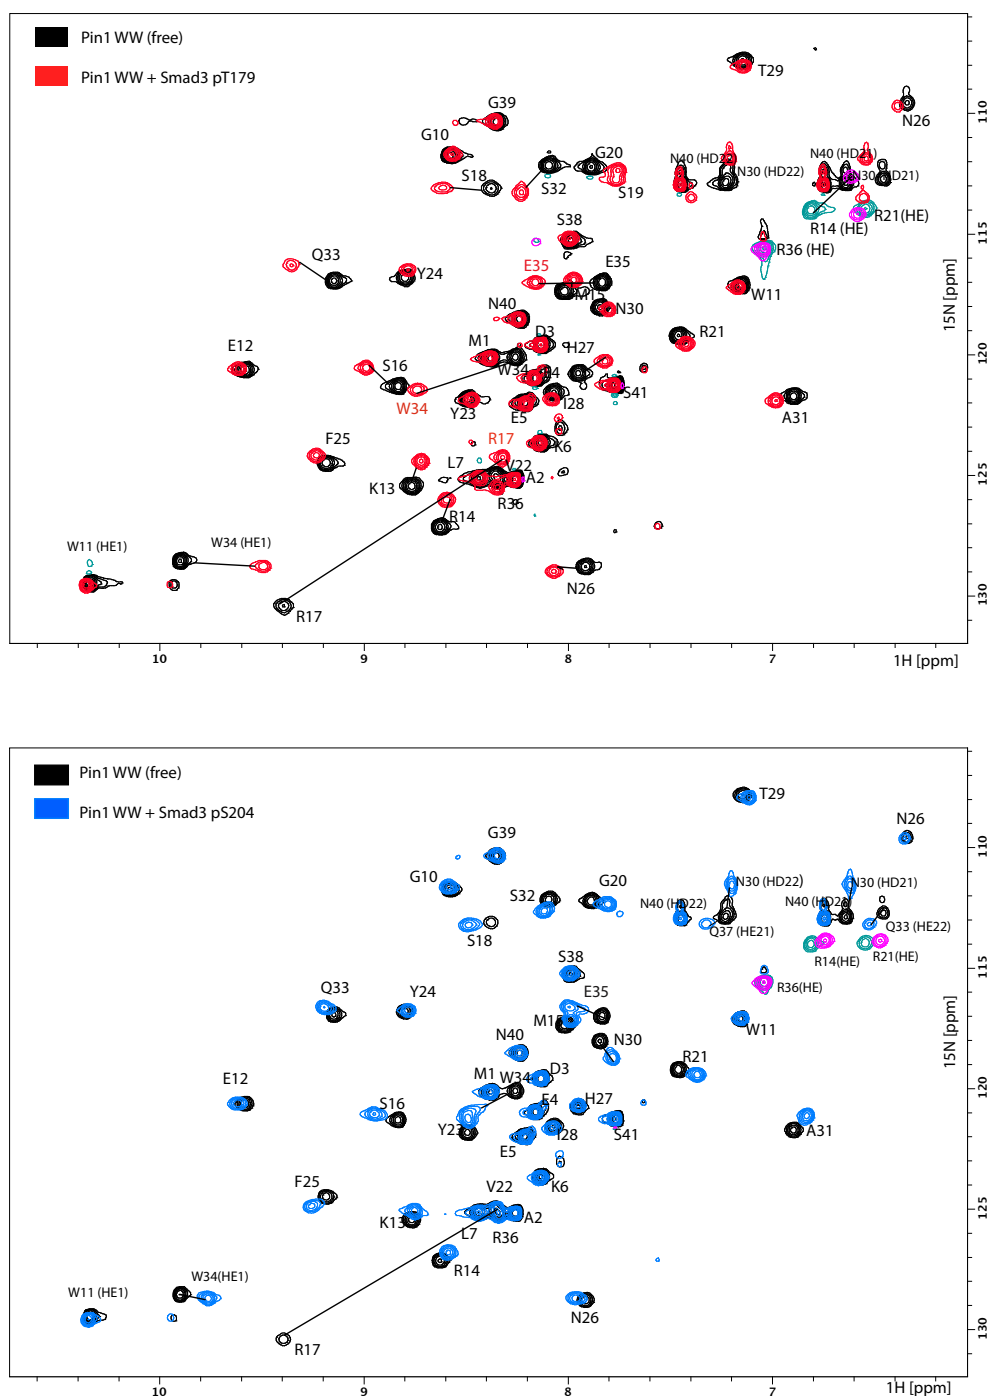 Pin1 WW (free)
Pin1 WW + Smad3 pT179
T29
G39
N26
G10
G20
N40 (HD22)
N30 (HD22)
N40 (HD21)
N30 (HD21)
S18
S32
S19
R21(HE)
R14 (HE)
S38
R36 (HE)
Q33
Y24
E35
E35
M15
W11
N40
N30
D3
R21
M1
H27
E12
S16
W34
E4
W34
Y23
E5
I28
S41
A31
F25
R17
K6
L7
V22
A2
K13
R36
R14
W11 (HE1)
W34 (HE1)
N26
R17
110
115
120
125
130
15N [ppm]
10
9
8
7
1H [ppm]
Pin1 WW (free)
Pin1 WW + Smad3 pS204
T29
N26
G39
G10
G20
S32
N40 (HD22)
N30 (HD22)
N40 (HD21)
N30 (HD21)
S18
Q37 (HE21)
Q33 (HE22)
R14(HE)
R21(HE)
S38
R36(HE)
Q33
Y24
E35
M15
W11
N40
N30
R21
D3
M1
W34
E12
S16
E4
H27
Y23
E5
I28
S41
A31
F25
V22
K6
K13
L7
R36
A2
R14
W11 (HE1)
W34(HE1)
N26
R17
110
115
120
125
130
15N [ppm]
10
9
8
7
1H [ppm]